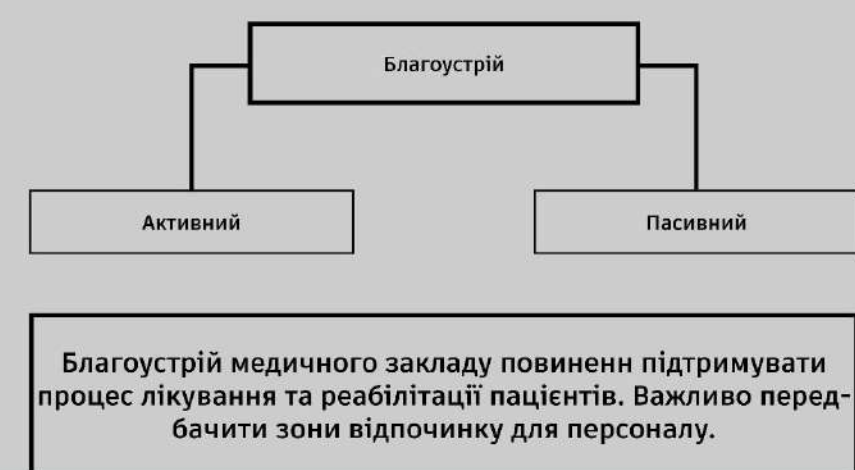 Благоустрій
Активний
Пасивний
Благоустрій медичного закладу повиненн підтримувати
процес лікування та реабілітації пацієнтів. Важливо перед-
бачити зони відпочинку для персоналу.